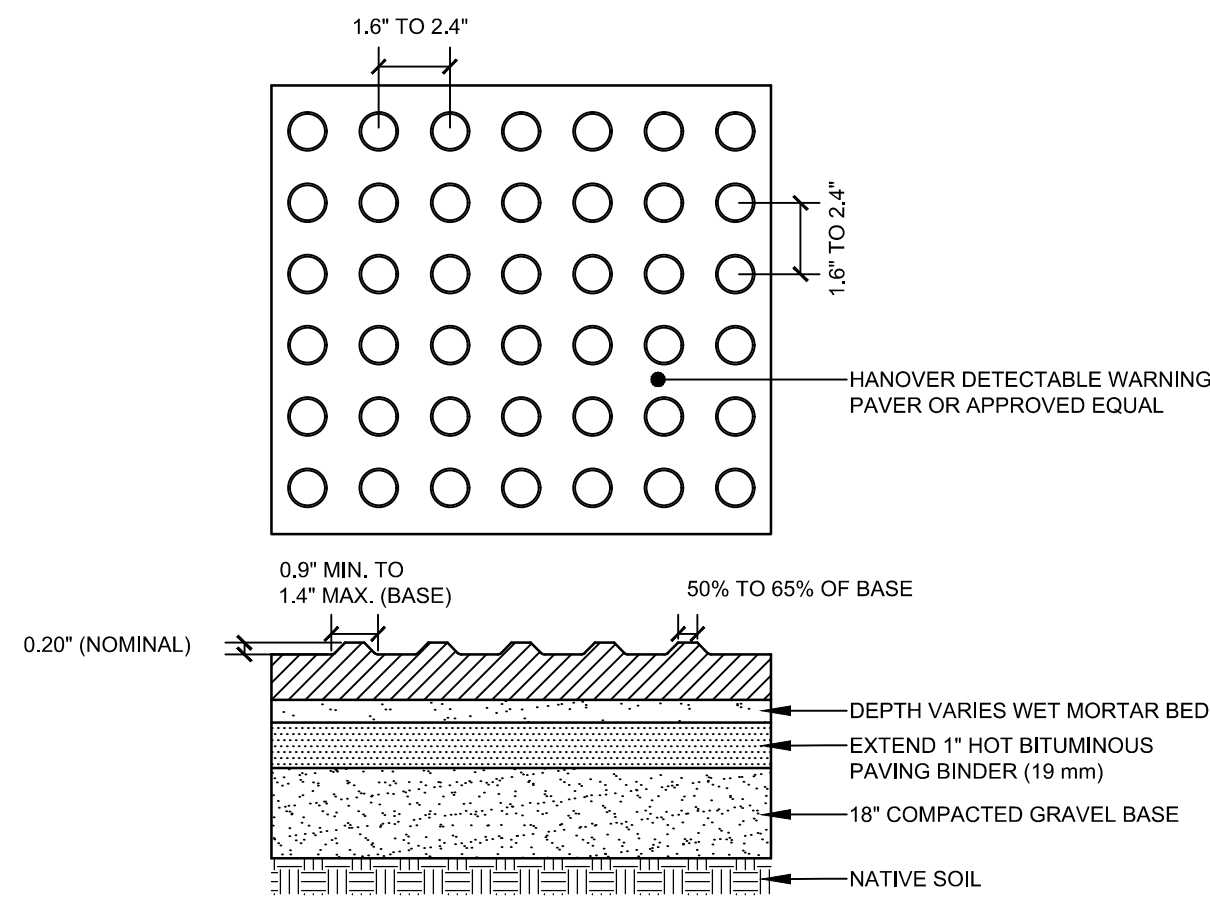 1.6" TO 2.4"
1.6" TO 2.4"
HANOVER DETECTABLE WARNING
PAVER OR APPROVED EQUAL
0.9" MIN. TO
1.4" MAX. (BASE)
50% TO 65% OF BASE
0.20" (NOMINAL)
DEPTH VARIES WET MORTAR BED
EXTEND 1" HOT BITUMINOUS
PAVING BINDER (19 mm)
18" COMPACTED GRAVEL BASE
NATIVE SOIL